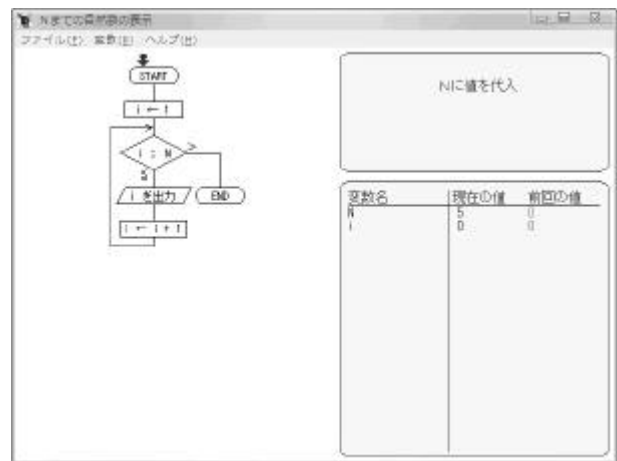 Nまでの自然数の表示
ファイル(F) 変数(E) ヘルプ(H)
START
i ← 1
i : N
>
≦
i を出力
END
i ← i + 1
Nに値を代入
変数名 現在の値 前回の値
N 5 0
i 0 0